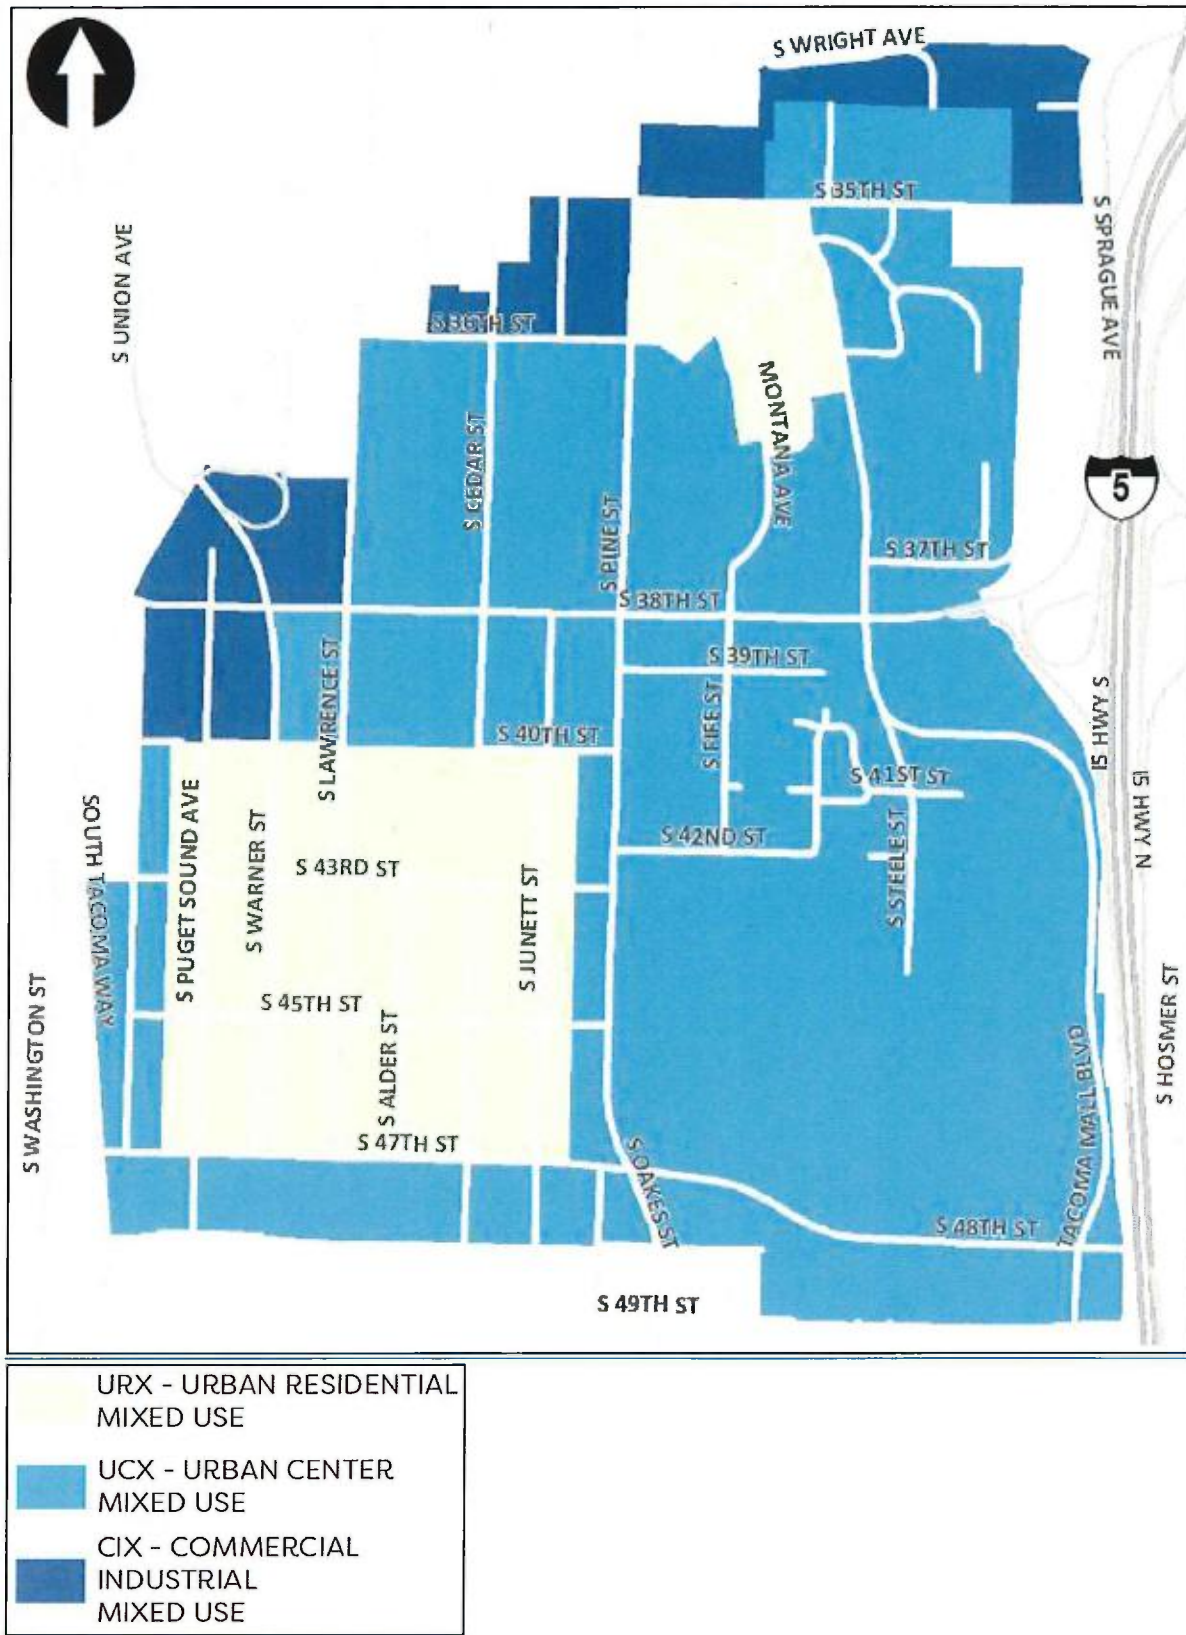 S WRIGHT AVE
S 35TH ST
S SPRAGUE AVE
S UNION AVE
S 36TH ST
MONTANA AVE
S CEDAR ST
5
S PINE ST
S 37TH ST
S 38TH ST
S LAWRENCE ST
S 39TH ST
S FIFE ST
I5 HWY S
S 40TH ST
S 41ST ST
I5 HWY N
SOUTH TACOMA WAY
S PUGET SOUND AVE
S WARNER ST
S 42ND ST
S 43RD ST
S STEELE ST
S JUNETT ST
S WASHINGTON ST
S 45TH ST
S ALDER ST
S HOSMER ST
TACOMA MALL BLVD
S 47TH ST
S OAKES ST
S 48TH ST
S 49TH ST
URX - URBAN RESIDENTIAL
MIXED USE
UCX - URBAN CENTER
MIXED USE
CIX - COMMERCIAL
INDUSTRIAL
MIXED USE